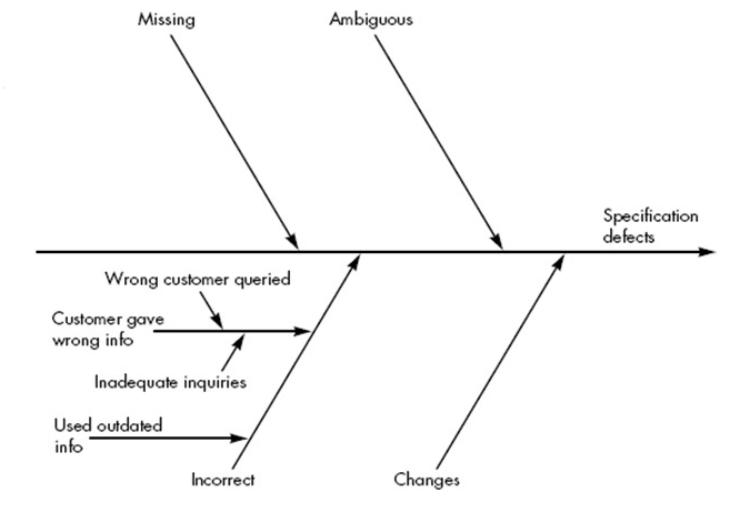 Missing
Ambiguous
Specification
defects
Wrong customer queried
Customer gave
wrong info
Inadequate inquiries
Used outdated
info
Incorrect
Changes